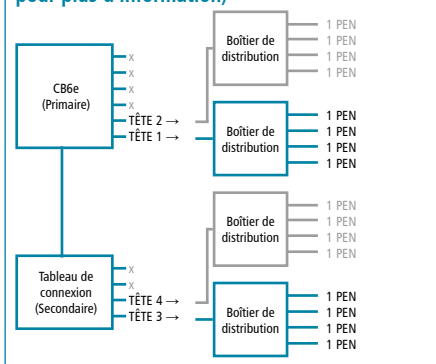 pour plus d'information)
CB6e
(Primaire)
x
x
x
x
TÊTE 2 →
TÊTE 1 →
Boîtier de
distribution
1 PEN
1 PEN
1 PEN
1 PEN
Boîtier de
distribution
1 PEN
1 PEN
1 PEN
1 PEN
Tableau de
connexion
(Secondaire)
x
x
TÊTE 4 →
TÊTE 3 →
Boîtier de
distribution
1 PEN
1 PEN
1 PEN
1 PEN
Boîtier de
distribution
1 PEN
1 PEN
1 PEN
1 PEN